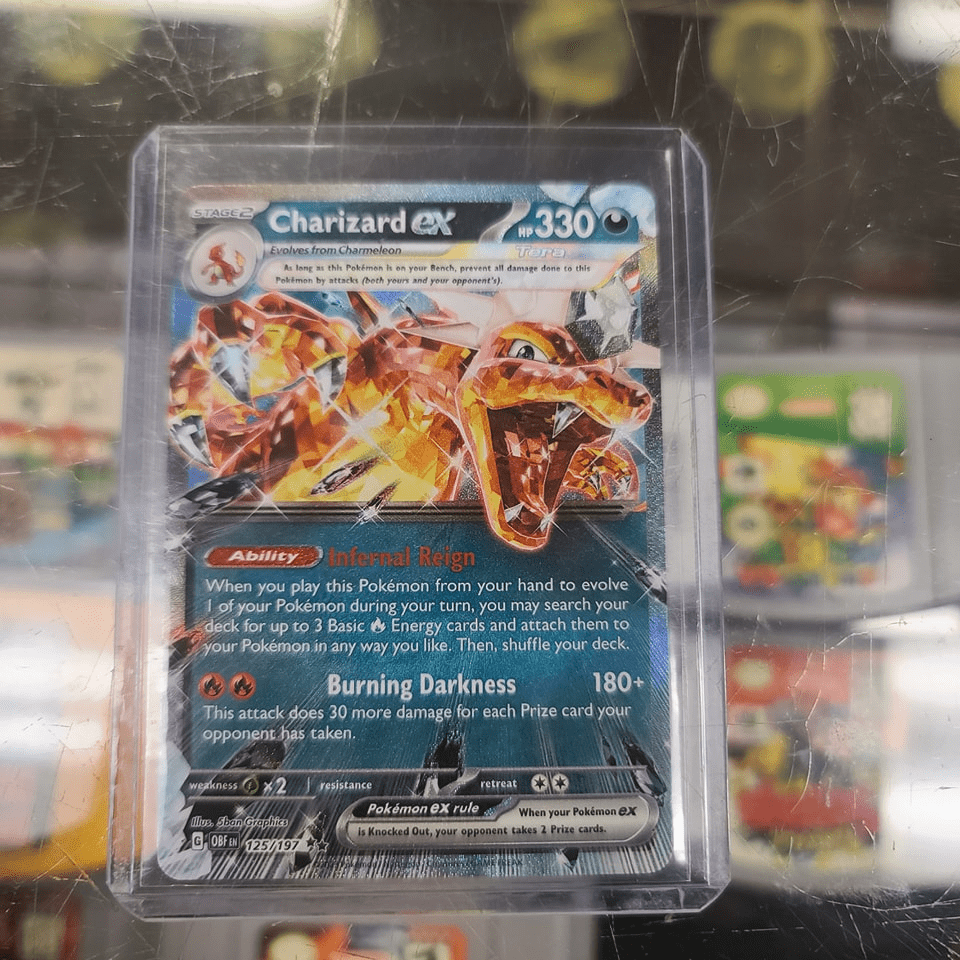 STAGE 2 Charizard ex HP 330
Evolves from Charmeleon
Tera
As long as this Pokémon is on your Bench, prevent all damage done to this
Pokémon by attacks (both yours and your opponent's).
Ability Infernal Reign
When you play this Pokémon from your hand to evolve
1 of your Pokémon during your turn, you may search your
deck for up to 3 Basic Energy cards and attach them to
your Pokémon in any way you like. Then, shuffle your deck.
Burning Darkness 180+
This attack does 30 more damage for each Prize card your
opponent has taken.
weakness ×2 resistance retreat
Pokémon ex rule When your Pokémon ex
is Knocked Out, your opponent takes 2 Prize cards.
Illus. 5ban Graphics
G OBF EN 125/197